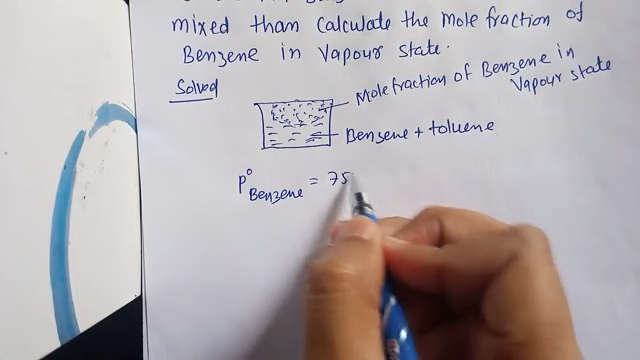 mixed than calculate the mole fraction of
Benzene in Vapour state.
Solved
Mole fraction of Benzene in
Vapour state
Benzene + toluene
P° Benzene = 75